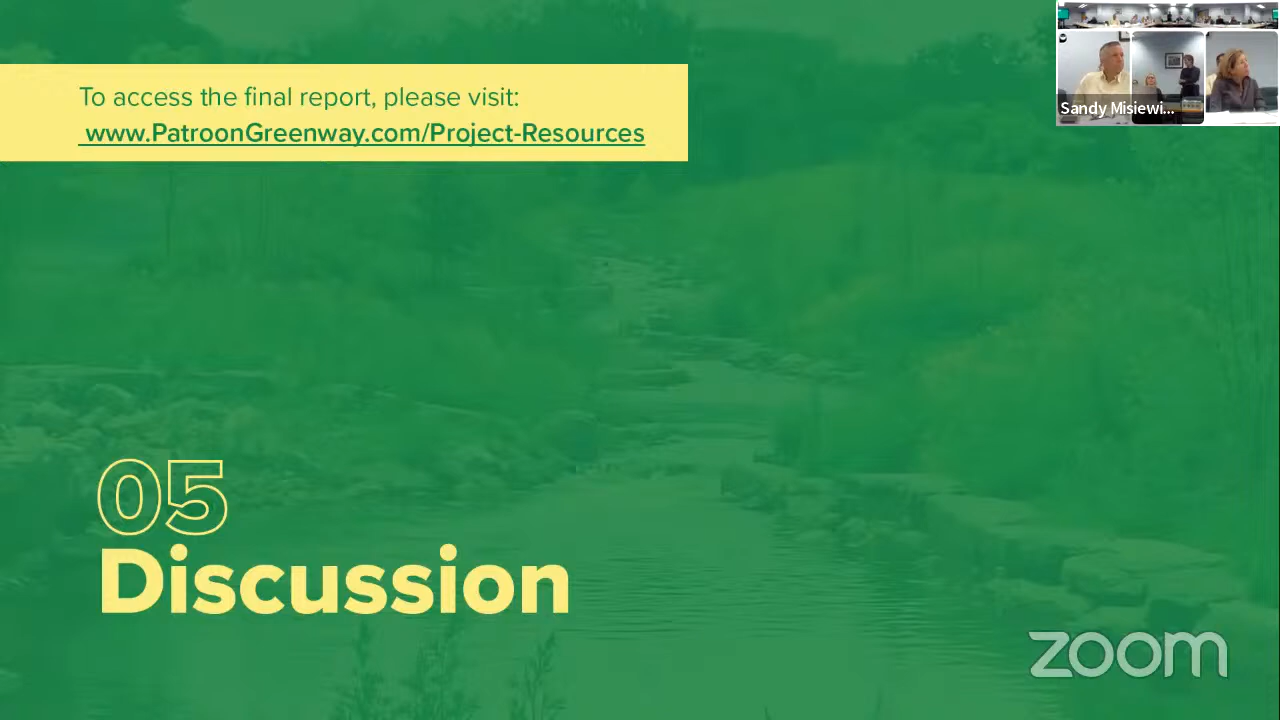 To access the final report, please visit:
www.PatroonGreenway.com/Project-Resources
Sandy Misiewi...
05
Discussion
zoom